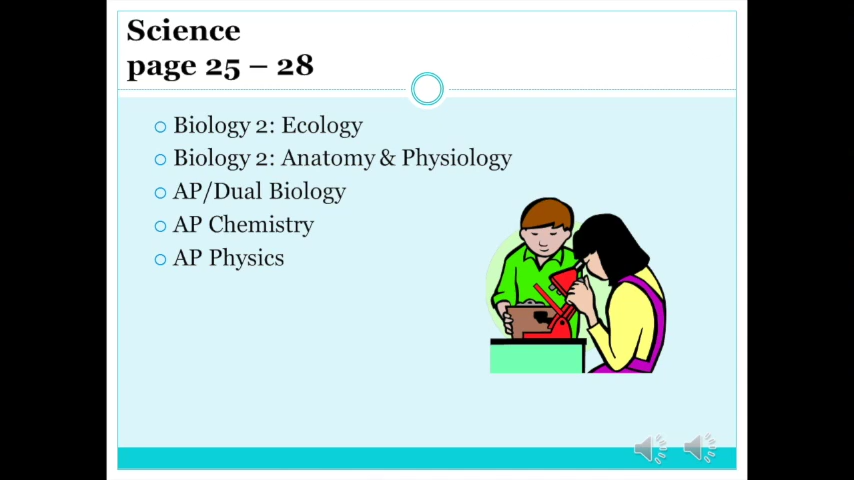 Science
page 25 – 28
Biology 2: Ecology
Biology 2: Anatomy & Physiology
AP/Dual Biology
AP Chemistry
AP Physics